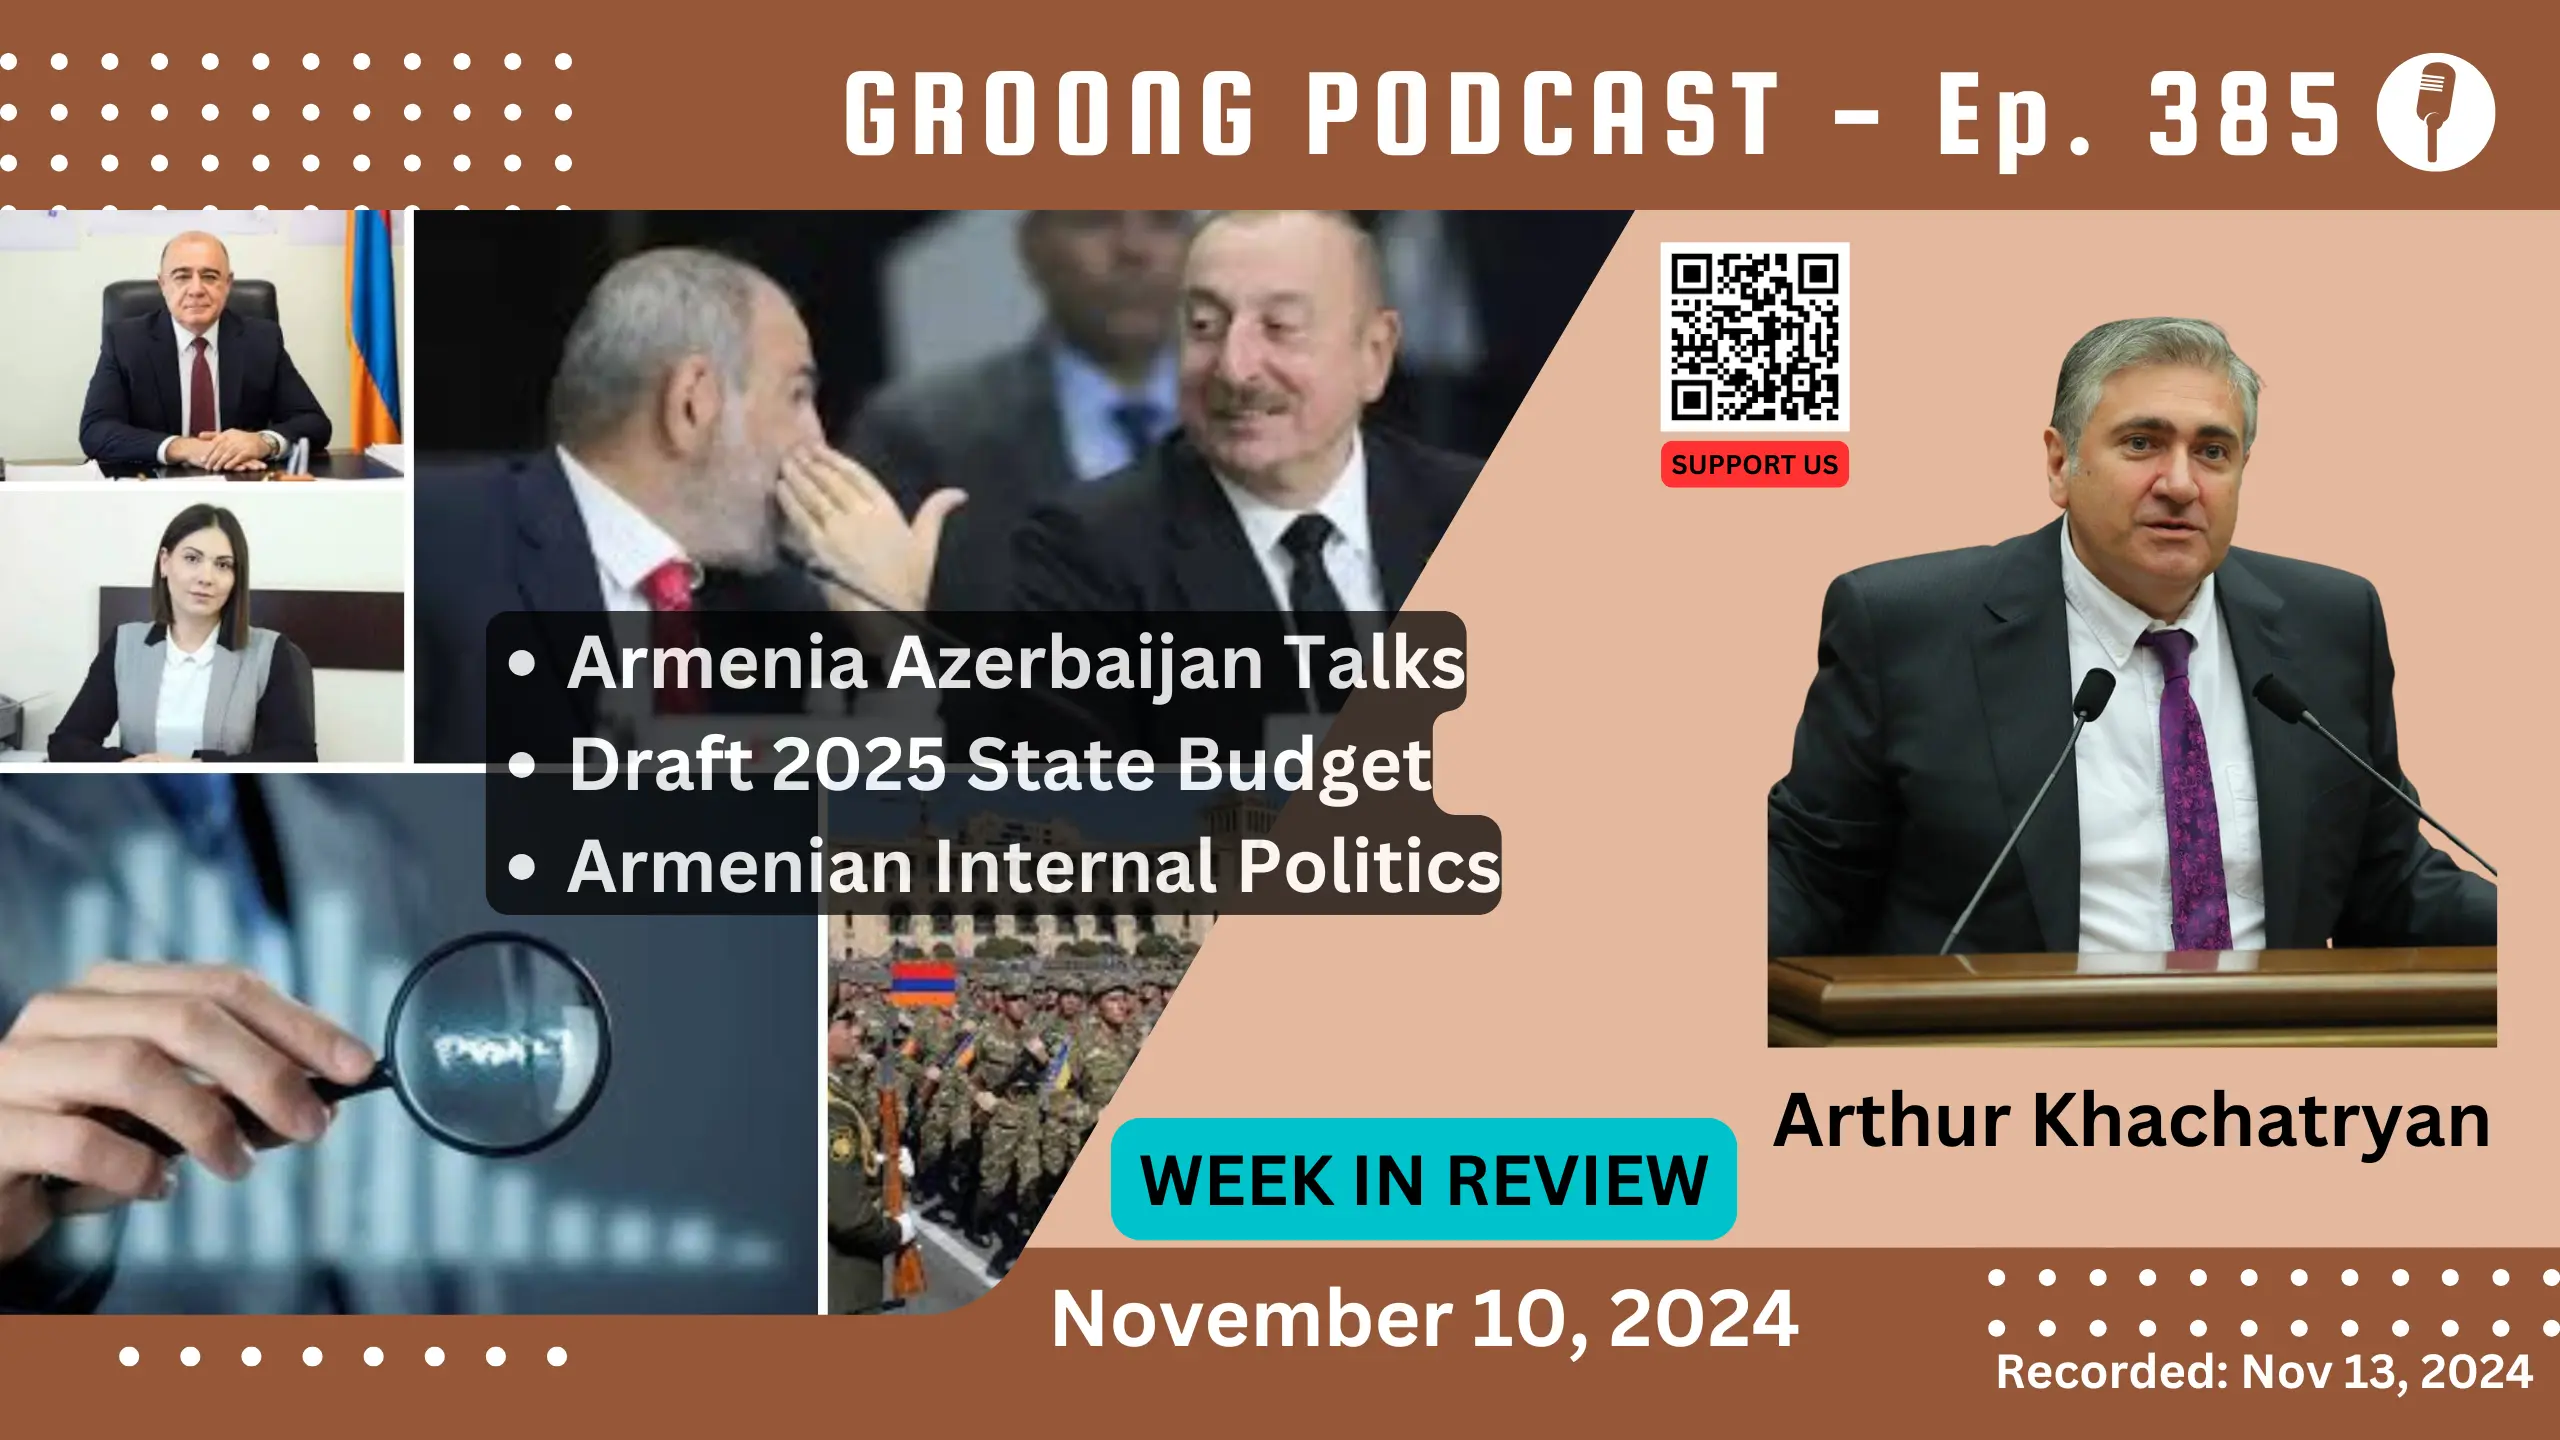 GROONG PODCAST – Ep. 385
SUPPORT US
• Armenia Azerbaijan Talks
• Draft 2025 State Budget
• Armenian Internal Politics
Arthur Khachatryan
WEEK IN REVIEW
November 10, 2024
Recorded: Nov 13, 2024